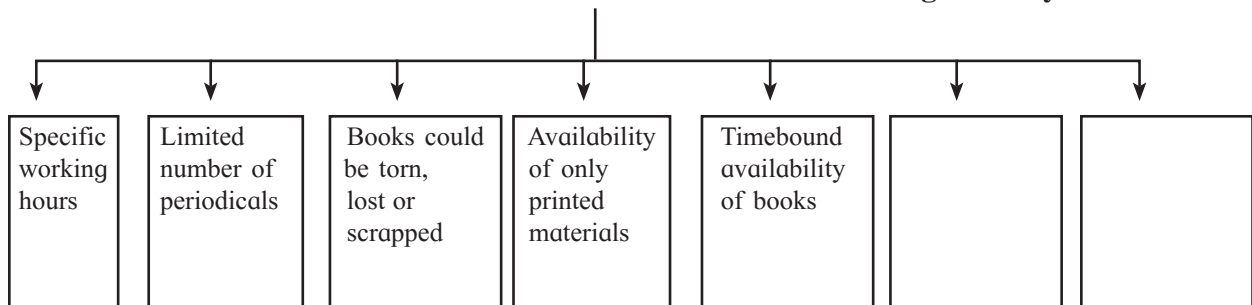 Specific
working
hours
Limited
number of
periodicals
Books could
be torn,
lost or
scrapped
Availability
of only
printed
materials
Timebound
availability
of books